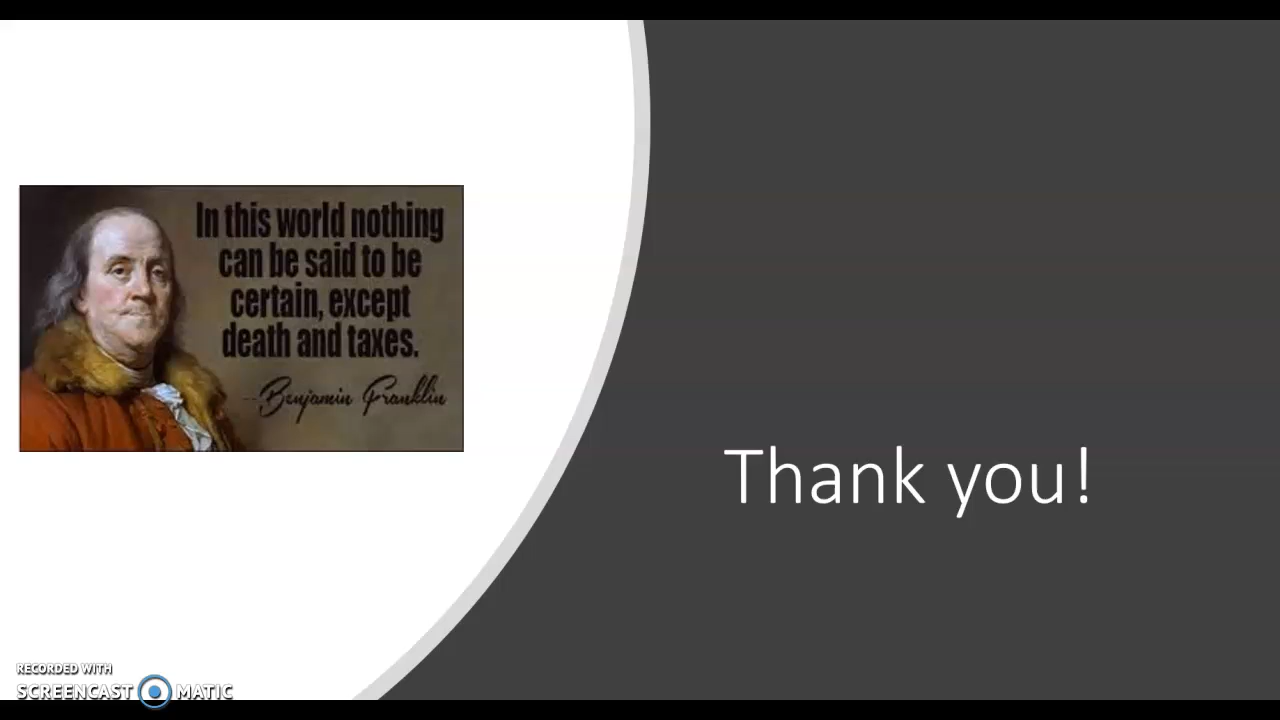 In this world nothing
can be said to be
certain, except
death and taxes.
--Benjamin Franklin
Thank you!
RECORDED WITH
SCREENCAST MATIC